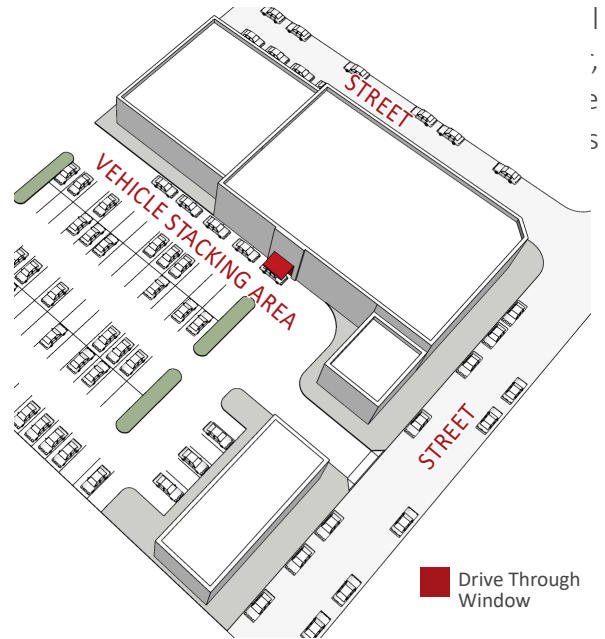 l
;
e
s
STREET
VEHICLE STACKING AREA
STREET
Drive Through
Window